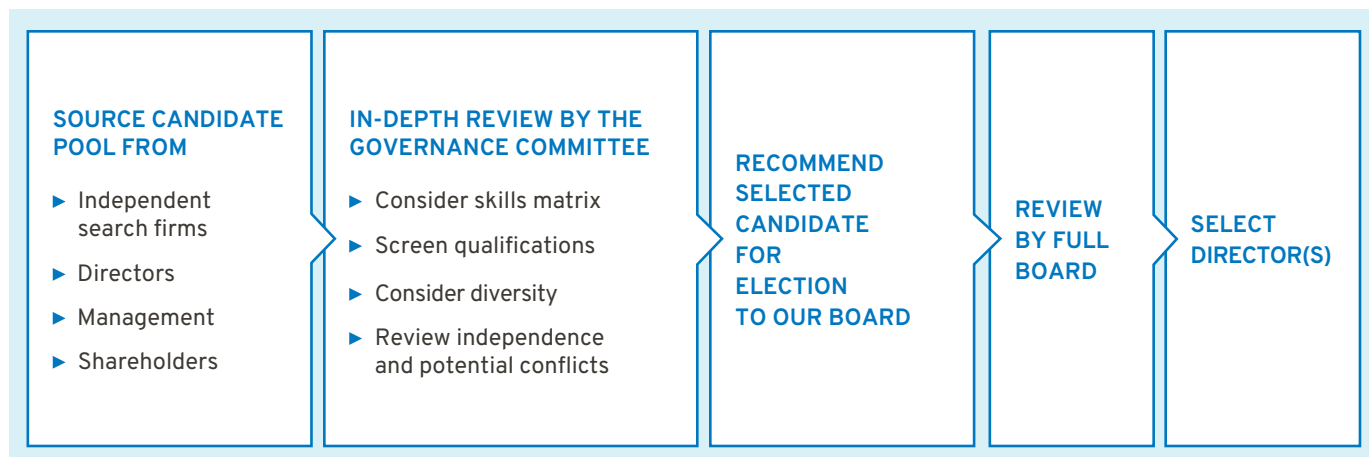 SOURCE CANDIDATE
POOL FROM
► Independent
search firms
► Directors
► Management
► Shareholders
IN-DEPTH REVIEW BY THE
GOVERNANCE COMMITTEE
► Consider skills matrix
► Screen qualifications
► Consider diversity
► Review independence
and potential conflicts
RECOMMEND
SELECTED
CANDIDATE
FOR
ELECTION
TO OUR BOARD
REVIEW
BY FULL
BOARD
SELECT
DIRECTOR(S)